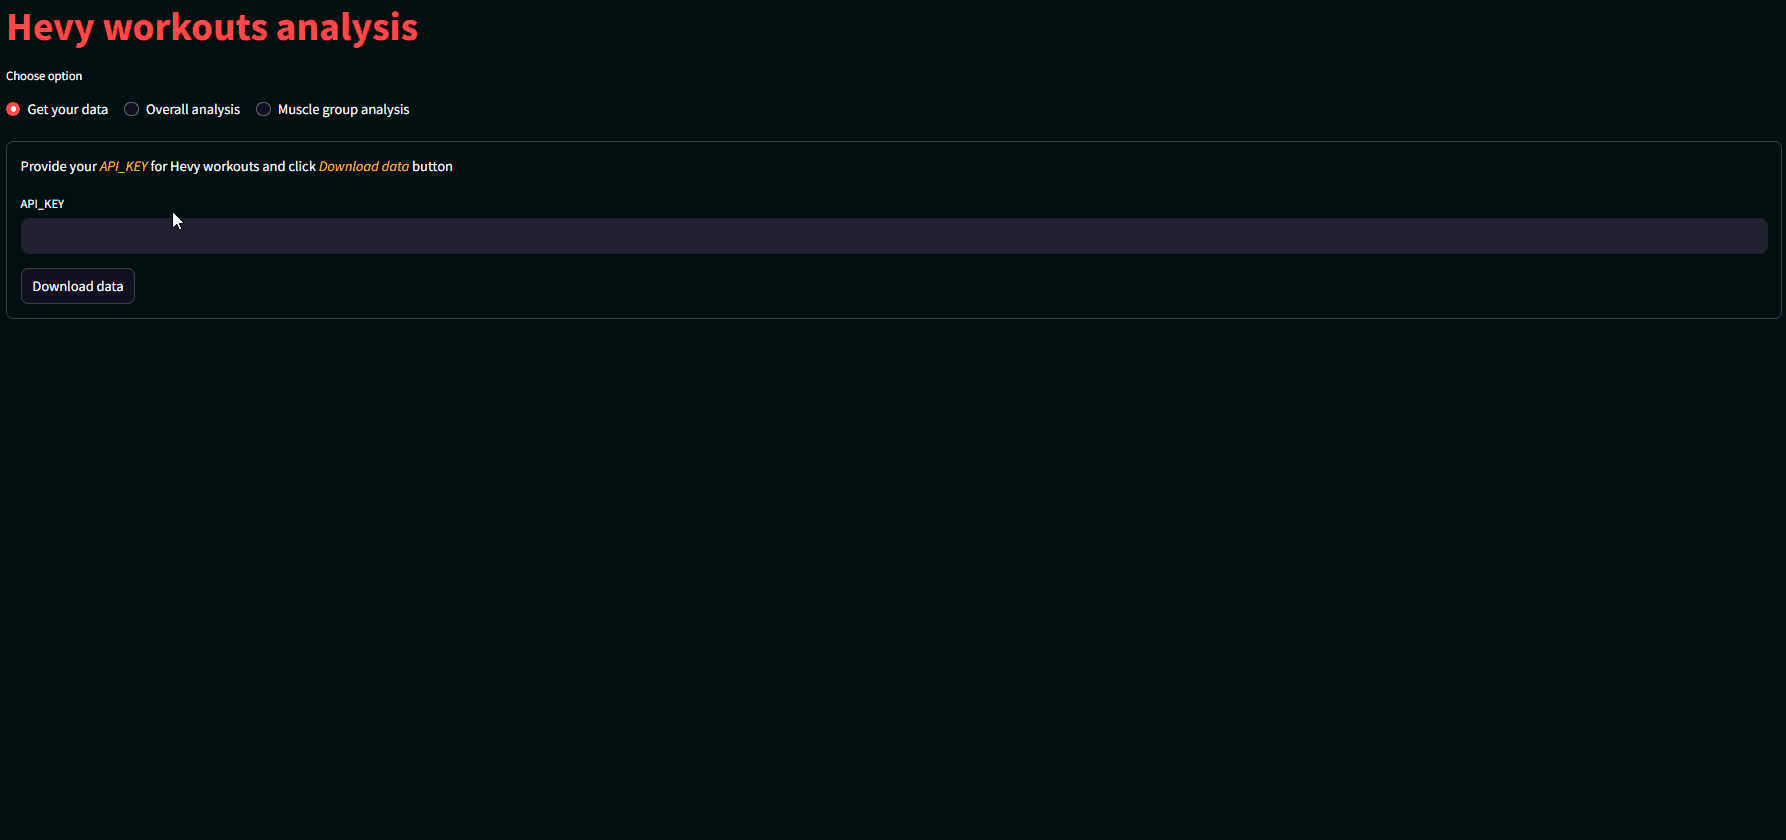 Hevy workouts analysis
Choose option
Get your data Overall analysis Muscle group analysis
Provide your API_KEY for Hevy workouts and click Download data button
API_KEY
Download data